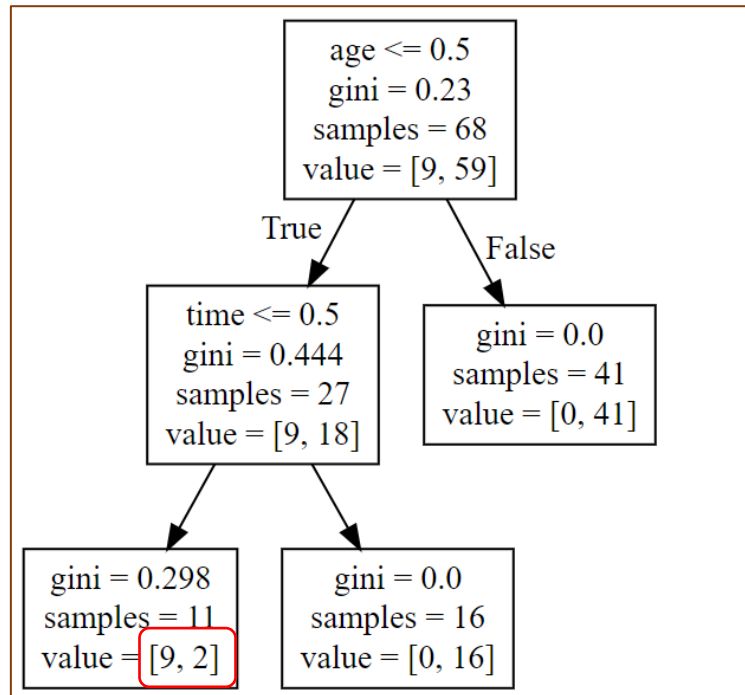 age <= 0.5
gini = 0.23
samples = 68
value = [9, 59]
True
False
time <= 0.5
gini = 0.444
samples = 27
value = [9, 18]
gini = 0.0
samples = 41
value = [0, 41]
gini = 0.298
samples = 11
value = [9, 2]
gini = 0.0
samples = 16
value = [0, 16]